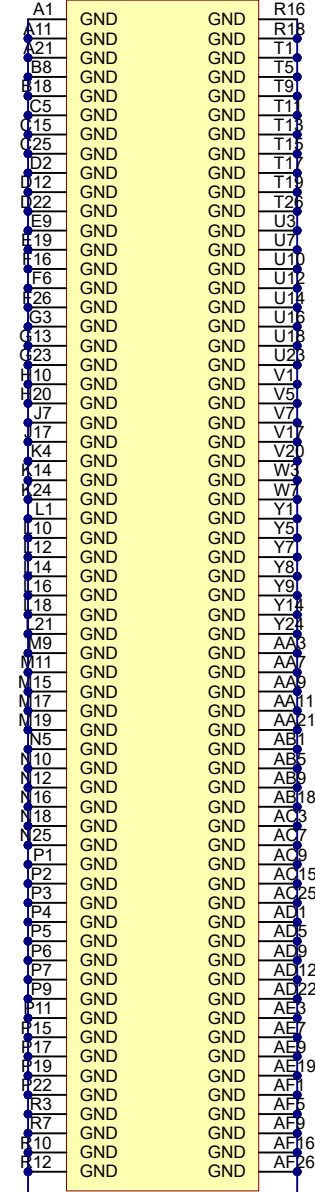 A1 GND GND R16
A11 GND GND R18
A21 GND GND T1
B8 GND GND T5
B18 GND GND T9
C5 GND GND T11
C15 GND GND T13
C25 GND GND T15
D2 GND GND T17
D12 GND GND T19
D22 GND GND T26
E9 GND GND U3
E19 GND GND U7
F16 GND GND U10
F6 GND GND U12
F26 GND GND U14
G3 GND GND U16
G13 GND GND U18
G23 GND GND U23
H10 GND GND V1
H20 GND GND V5
J7 GND GND V7
J17 GND GND V17
K4 GND GND V20
K14 GND GND W3
K24 GND GND W7
L1 GND GND Y1
L10 GND GND Y5
L12 GND GND Y7
L14 GND GND Y8
L16 GND GND Y9
L18 GND GND Y14
L21 GND GND Y24
M9 GND GND AA3
M11 GND GND AA7
M15 GND GND AA9
M17 GND GND AA11
M19 GND GND AA21
N5 GND GND AB1
N10 GND GND AB5
N12 GND GND AB9
N16 GND GND AB18
N18 GND GND AC3
N25 GND GND AC7
P1 GND GND AC9
P2 GND GND AC15
P3 GND GND AC25
P4 GND GND AD1
P5 GND GND AD5
P6 GND GND AD9
P7 GND GND AD12
P9 GND GND AD22
P11 GND GND AE3
P15 GND GND AE7
P17 GND GND AE9
P19 GND GND AE19
P22 GND GND AF1
R3 GND GND AF5
R7 GND GND AF9
R10 GND GND AF16
R12 GND GND AF26